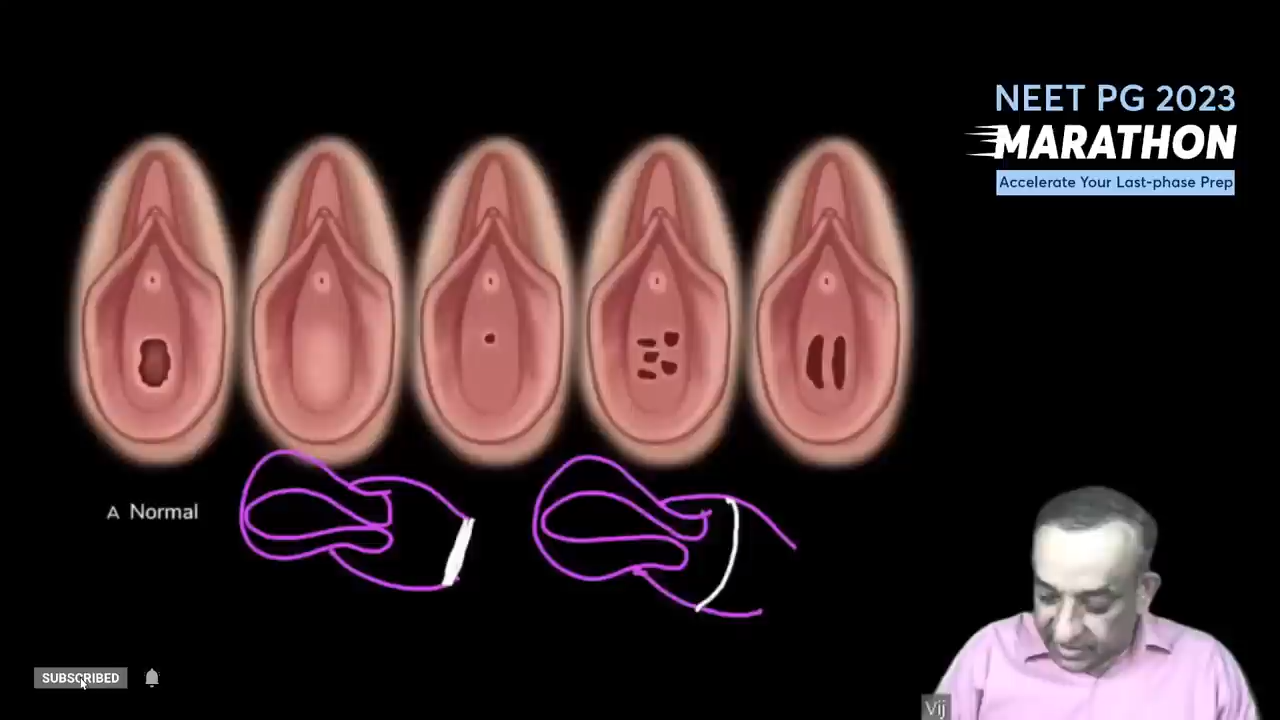 NEET PG 2023
MARATHON
Accelerate Your Last-phase Prep
A Normal
SUBSCRIBED
Vij